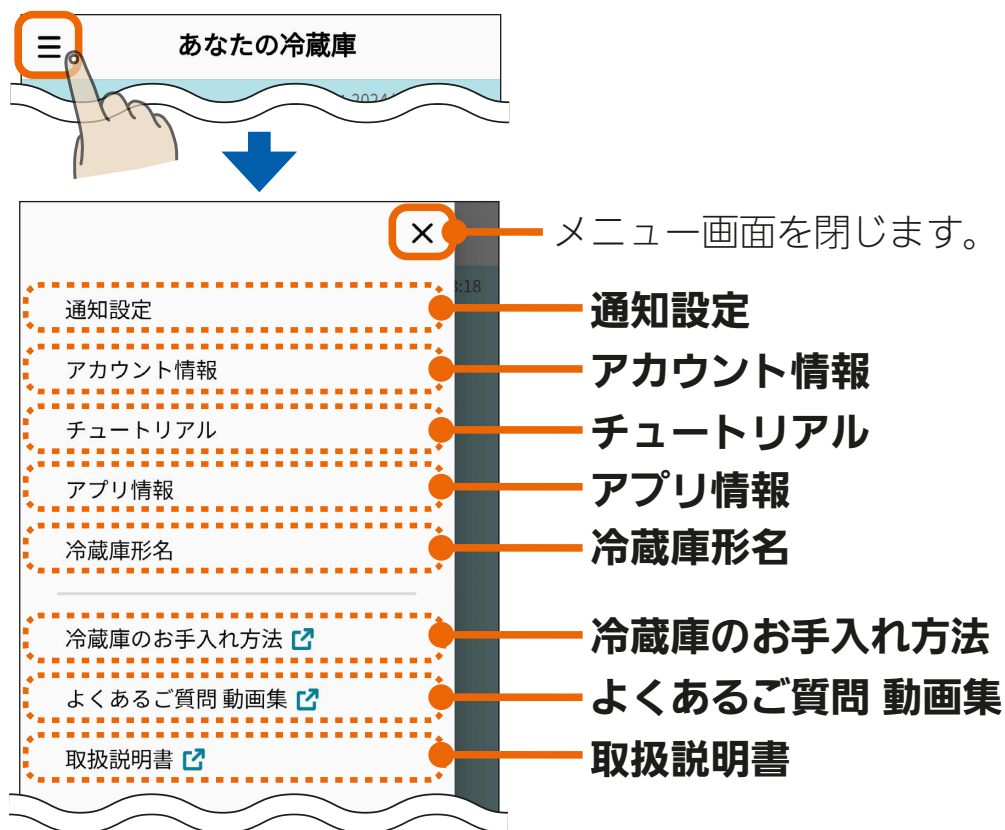 あなたの冷蔵庫
メニュー画面を閉じます。
:18
通知設定
通知設定
アカウント情報
アカウント情報
チュートリアル
チュートリアル
アプリ情報
アプリ情報
冷蔵庫形名
冷蔵庫形名
冷蔵庫のお手入れ方法
冷蔵庫のお手入れ方法
よくあるご質問 動画集
よくあるご質問 動画集
取扱説明書
取扱説明書